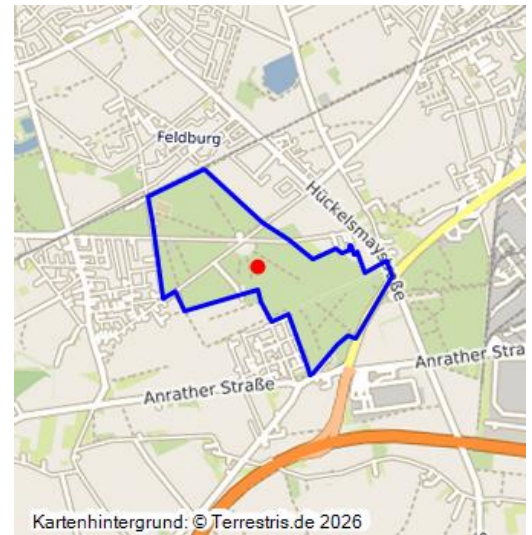 Feldburg
Hückelsmaystraße
Anrather Straße
Anrather Stra
Kartenhintergrund: © Terrestris.de 2026